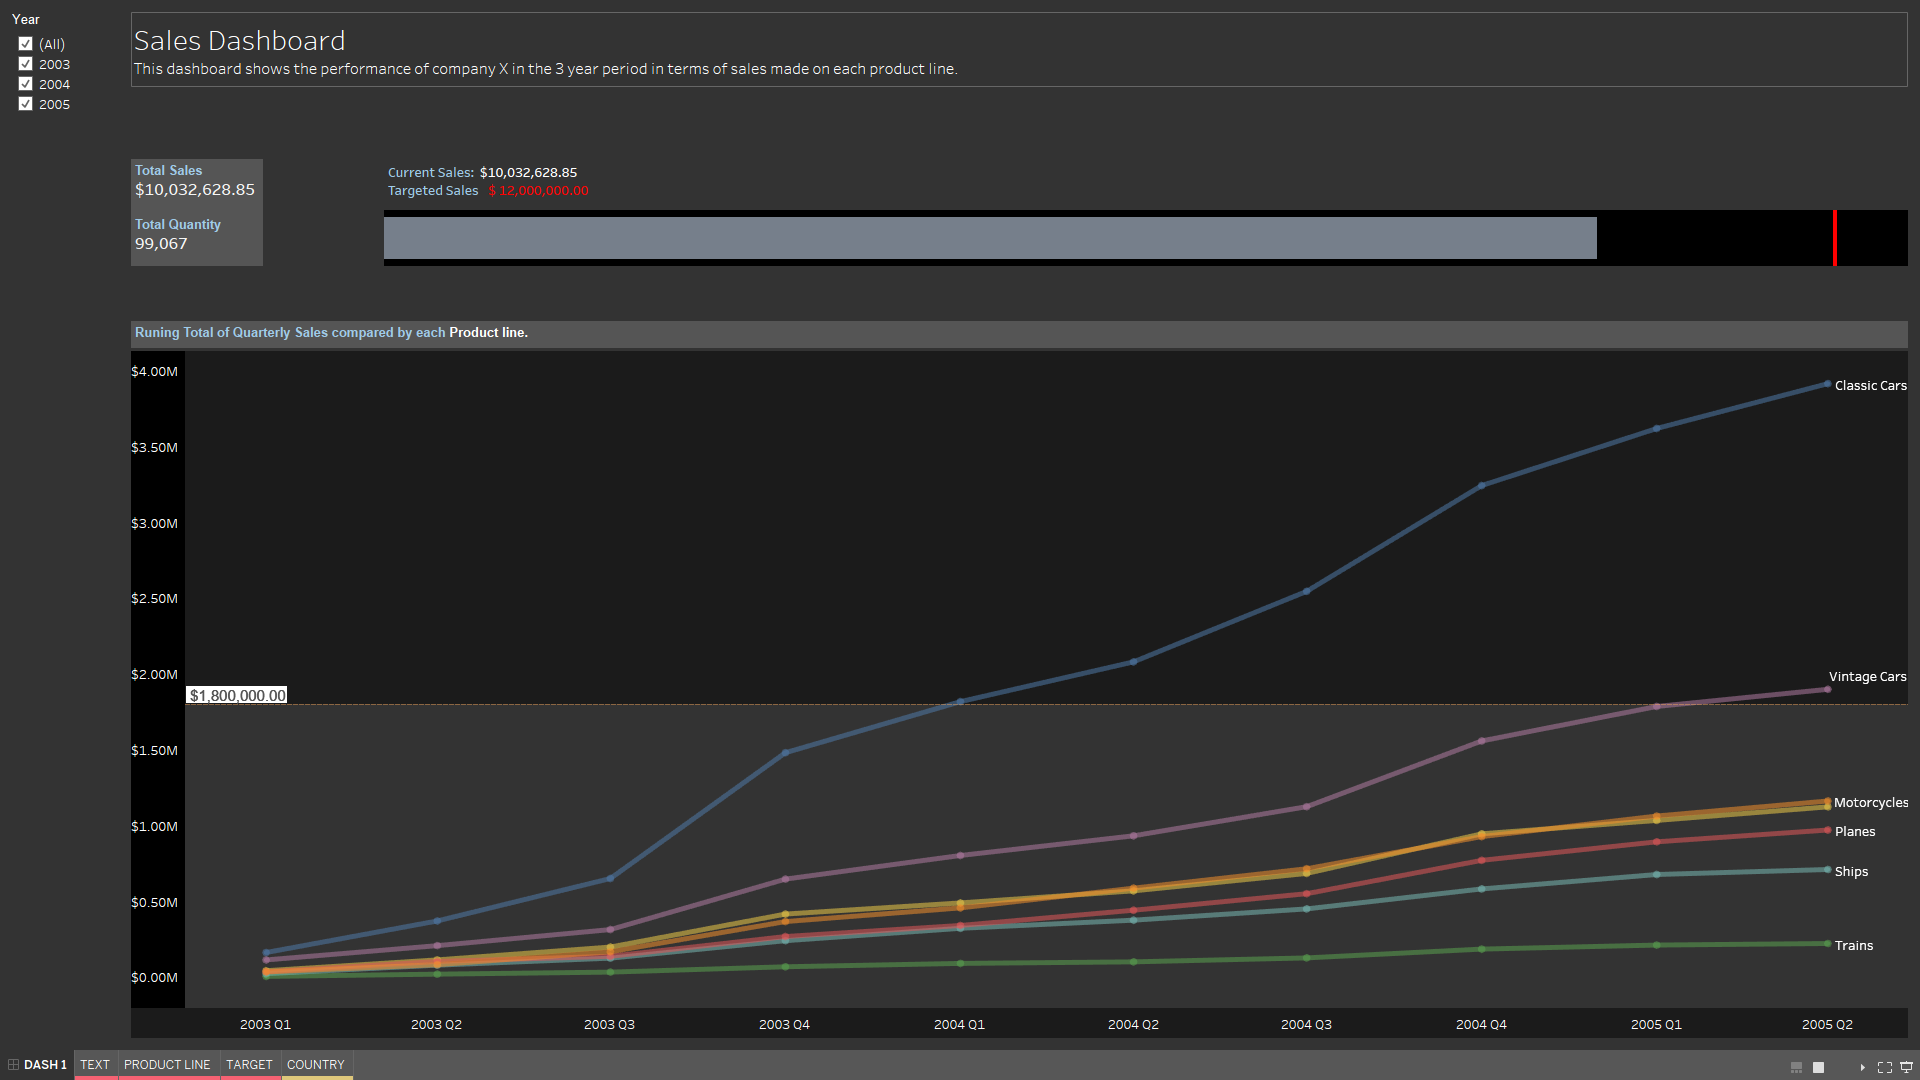 Year
(All)
2003
2004
2005
Sales Dashboard
This dashboard shows the performance of company X in the 3 year period in terms of sales made on each product line.
Total Sales
$10,032,628.85
Total Quantity
99,067
Current Sales: $10,032,628.85
Targeted Sales $ 12,000,000.00
Runing Total of Quarterly Sales compared by each Product line.
$4.00M
$3.50M
$3.00M
$2.50M
$2.00M
$1.50M
$1.00M
$0.50M
$0.00M
$1,800,000.00
Classic Cars
Vintage Cars
Motorcycles
Planes
Ships
Trains
2003 Q1
2003 Q2
2003 Q3
2003 Q4
2004 Q1
2004 Q2
2004 Q3
2004 Q4
2005 Q1
2005 Q2
DASH 1
TEXT
PRODUCT LINE
TARGET
COUNTRY